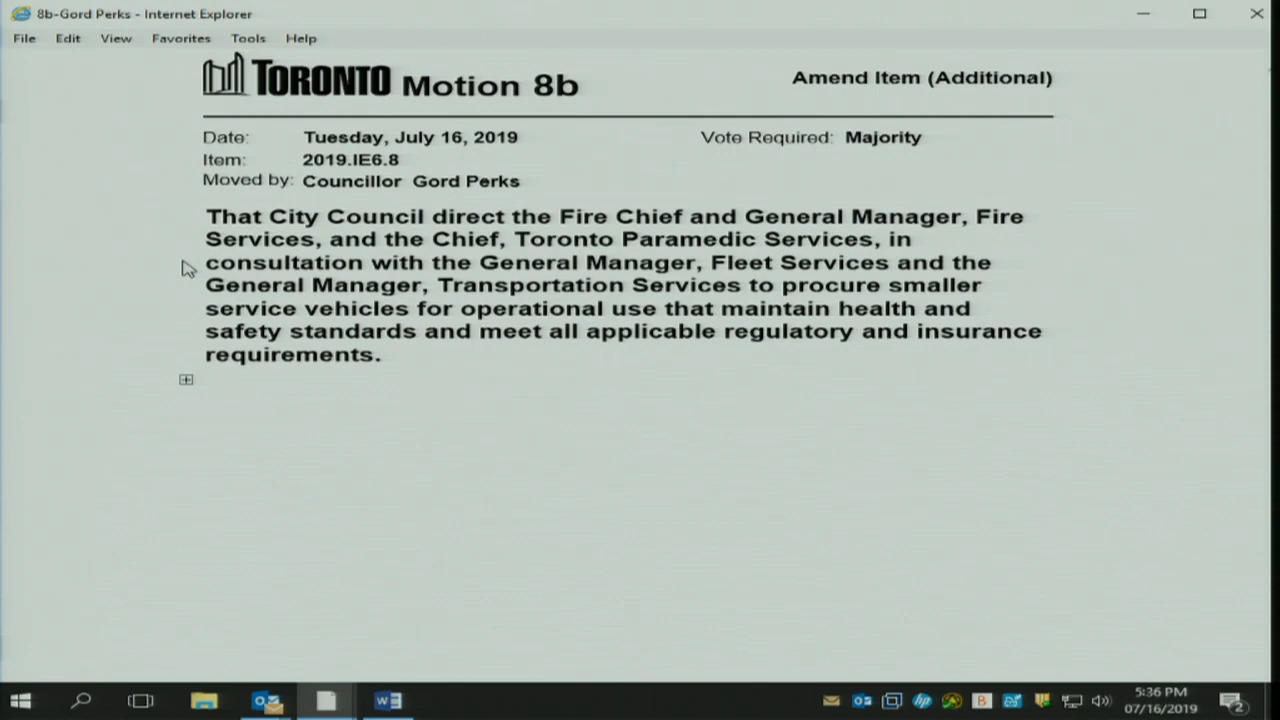 8b-Gord Perks - Internet Explorer
File Edit View Favorites Tools Help
TORONTO Motion 8b
Amend Item (Additional)
Date: Tuesday, July 16, 2019
Vote Required: Majority
Item: 2019.IE6.8
Moved by: Councillor Gord Perks
That City Council direct the Fire Chief and General Manager, Fire
Services, and the Chief, Toronto Paramedic Services, in
consultation with the General Manager, Fleet Services and the
General Manager, Transportation Services to procure smaller
service vehicles for operational use that maintain health and
safety standards and meet all applicable regulatory and insurance
requirements.
5:36 PM
07/16/2019
2